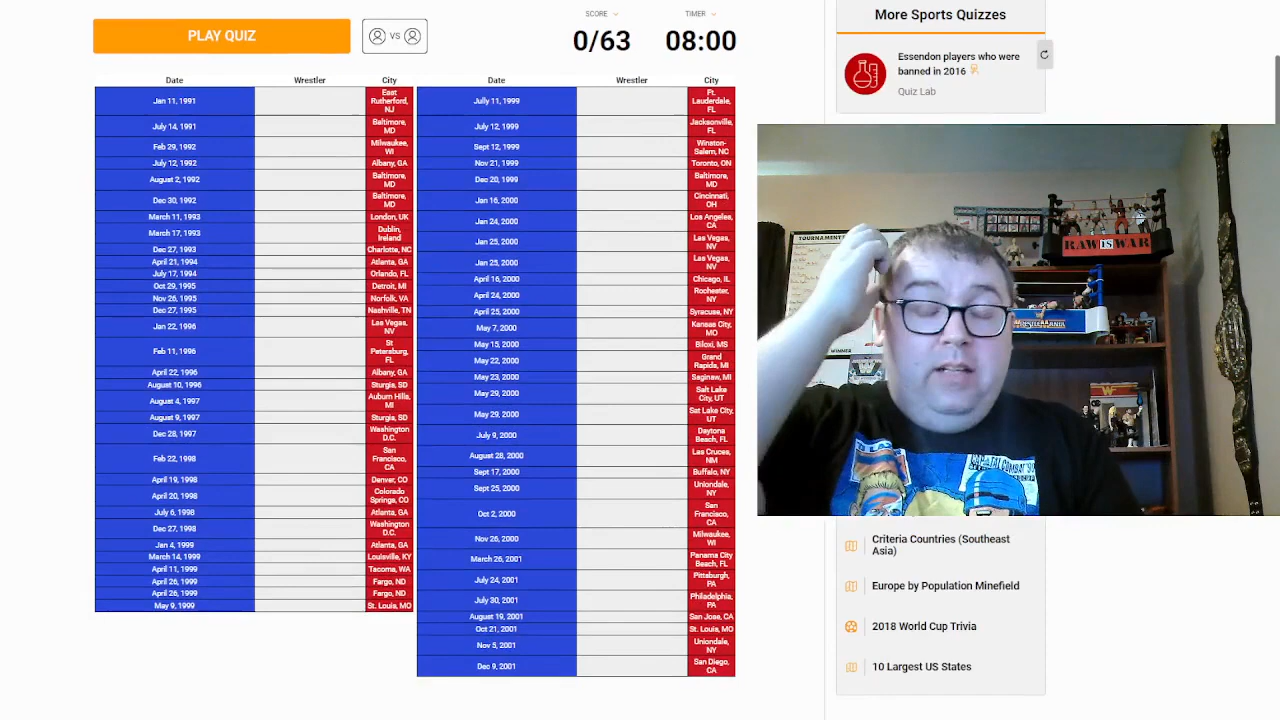 PLAY QUIZ
VS
SCORE
0/63
TIMER
08:00
Date Wrestler City
Jan 11, 1991 East Rutherford, NJ
July 14, 1991 Baltimore, MD
Feb 29, 1992 Milwaukee, WI
July 12, 1992 Albany, GA
August 2, 1992 Baltimore, MD
Dec 30, 1992 Baltimore, MD
March 11, 1993 London, UK
March 17, 1993 Dublin, Ireland
Dec 27, 1993 Charlotte, NC
April 21, 1994 Atlanta, GA
July 17, 1994 Orlando, FL
Oct 29, 1995 Detroit, MI
Nov 26, 1995 Norfolk, VA
Dec 27, 1995 Nashville, TN
Jan 22, 1996 Las Vegas, NV
Feb 11, 1996 St Petersburg, FL
April 22, 1996 Albany, GA
August 10, 1996 Sturgis, SD
August 4, 1997 Auburn Hills, MI
August 9, 1997 Sturgis, SD
Dec 28, 1997 Washington D.C.
Feb 22, 1998 San Francisco, CA
April 19, 1998 Denver, CO
April 20, 1998 Colorado Springs, CO
July 6, 1998 Atlanta, GA
Dec 27, 1998 Washington D.C.
Jan 4, 1999 Atlanta, GA
March 14, 1999 Louisville, KY
April 11, 1999 Tacoma, WA
April 26, 1999 Fargo, ND
April 26, 1999 Fargo, ND
May 9, 1999 St. Louis, MO
Date Wrestler City
Jully 11, 1999 Ft. Lauderdale, FL
July 12, 1999 Jacksonville, FL
Sept 12, 1999 Winston-Salem, NC
Nov 21, 1999 Toronto, ON
Dec 20, 1999 Baltimore, MD
Jan 16, 2000 Cincinnati, OH
Jan 24, 2000 Los Angeles, CA
Jan 25, 2000 Las Vegas, NV
Jan 25, 2000 Las Vegas, NV
April 16, 2000 Chicago, IL
April 24, 2000 Rochester, NY
April 25, 2000 Syracuse, NY
May 7, 2000 Kansas City, MO
May 15, 2000 Biloxi, MS
May 22, 2000 Grand Rapids, MI
May 23, 2000 Saginaw, MI
May 29, 2000 Salt Lake City, UT
May 29, 2000 Sat Lake City, UT
July 9, 2000 Daytona Beach, FL
August 28, 2000 Las Cruces, NM
Sept 17, 2000 Buffalo, NY
Sept 25, 2000 Uniondale, NY
Oct 2, 2000 San Francisco, CA
Nov 26, 2000 Milwaukee, WI
March 26, 2001 Panama City Beach, FL
July 24, 2001 Pittsburgh, PA
July 30, 2001 Philadelphia, PA
August 19, 2001 San Jose, CA
Oct 21, 2001 St. Louis, MO
Nov 5, 2001 Uniondale, NY
Dec 9, 2001 San Diego, CA
More Sports Quizzes
Essendon players who were
banned in 2016
Quiz Lab
TOURNAMENT
WINNER
RAW IS WAR
WRESTLEMANIA
Criteria Countries (Southeast
Asia)
Europe by Population Minefield
2018 World Cup Trivia
10 Largest US States